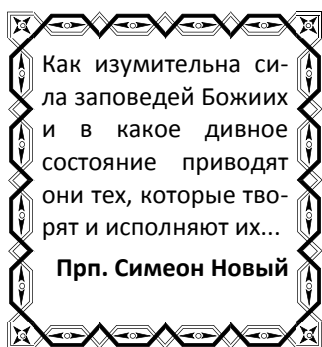 Как изумительна си-
ла заповедей Божиих
и в какое дивное
состояние приводят
они тех, которые тво-
рят и исполняют их...
Прп. Симеон Новый